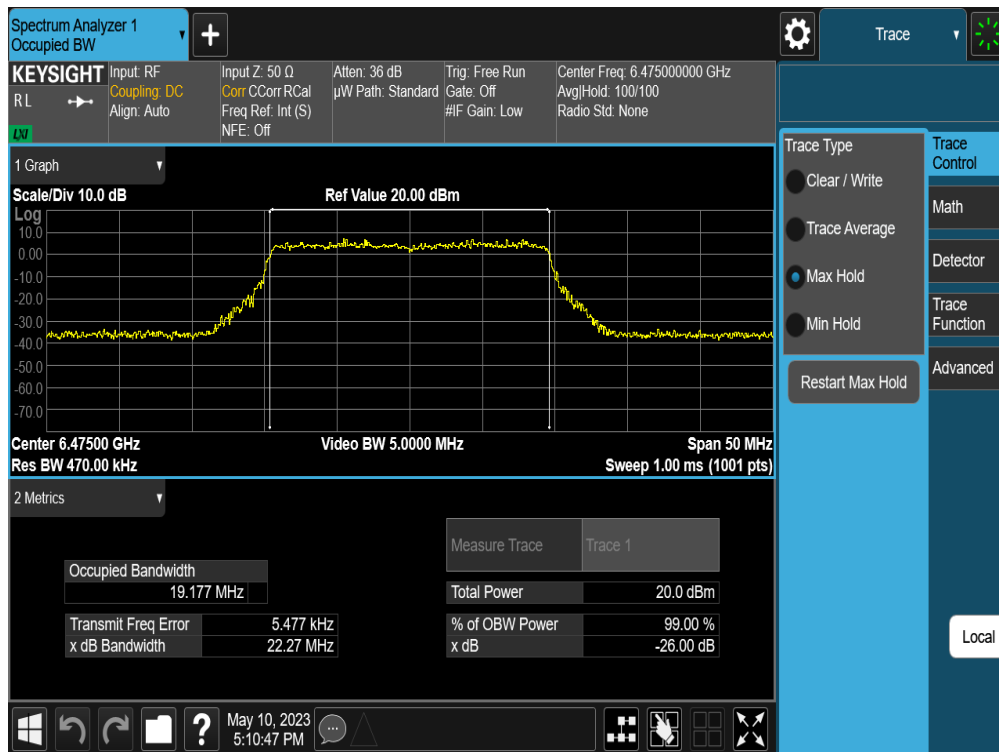 Spectrum Analyzer 1
Occupied BW
+
Trace
KEYSIGHT
RL
LXI
Input: RF
Coupling: DC
Align: Auto
Input Z: 50 Ω
Corr CCorr RCal
Freq Ref: Int (S)
NFE: Off
Atten: 36 dB
µW Path: Standard
Trig: Free Run
Gate: Off
#IF Gain: Low
Center Freq: 6.475000000 GHz
Avg|Hold: 100/100
Radio Std: None
1 Graph
Scale/Div 10.0 dB
Ref Value 20.00 dBm
Log
10.0
0.00
-10.0
-20.0
-30.0
-40.0
-50.0
-60.0
-70.0
Center 6.47500 GHz
Video BW 5.0000 MHz
Span 50 MHz
Res BW 470.00 kHz
Sweep 1.00 ms (1001 pts)
2 Metrics
Measure Trace
Trace 1
Occupied Bandwidth
19.177 MHz
Total Power
20.0 dBm
Transmit Freq Error
5.477 kHz
% of OBW Power
99.00 %
x dB Bandwidth
22.27 MHz
x dB
-26.00 dB
Trace Type
Clear / Write
Trace Average
Max Hold
Min Hold
Restart Max Hold
Trace
Control
Math
Detector
Trace
Function
Advanced
Local
?
May 10, 2023
5:10:47 PM